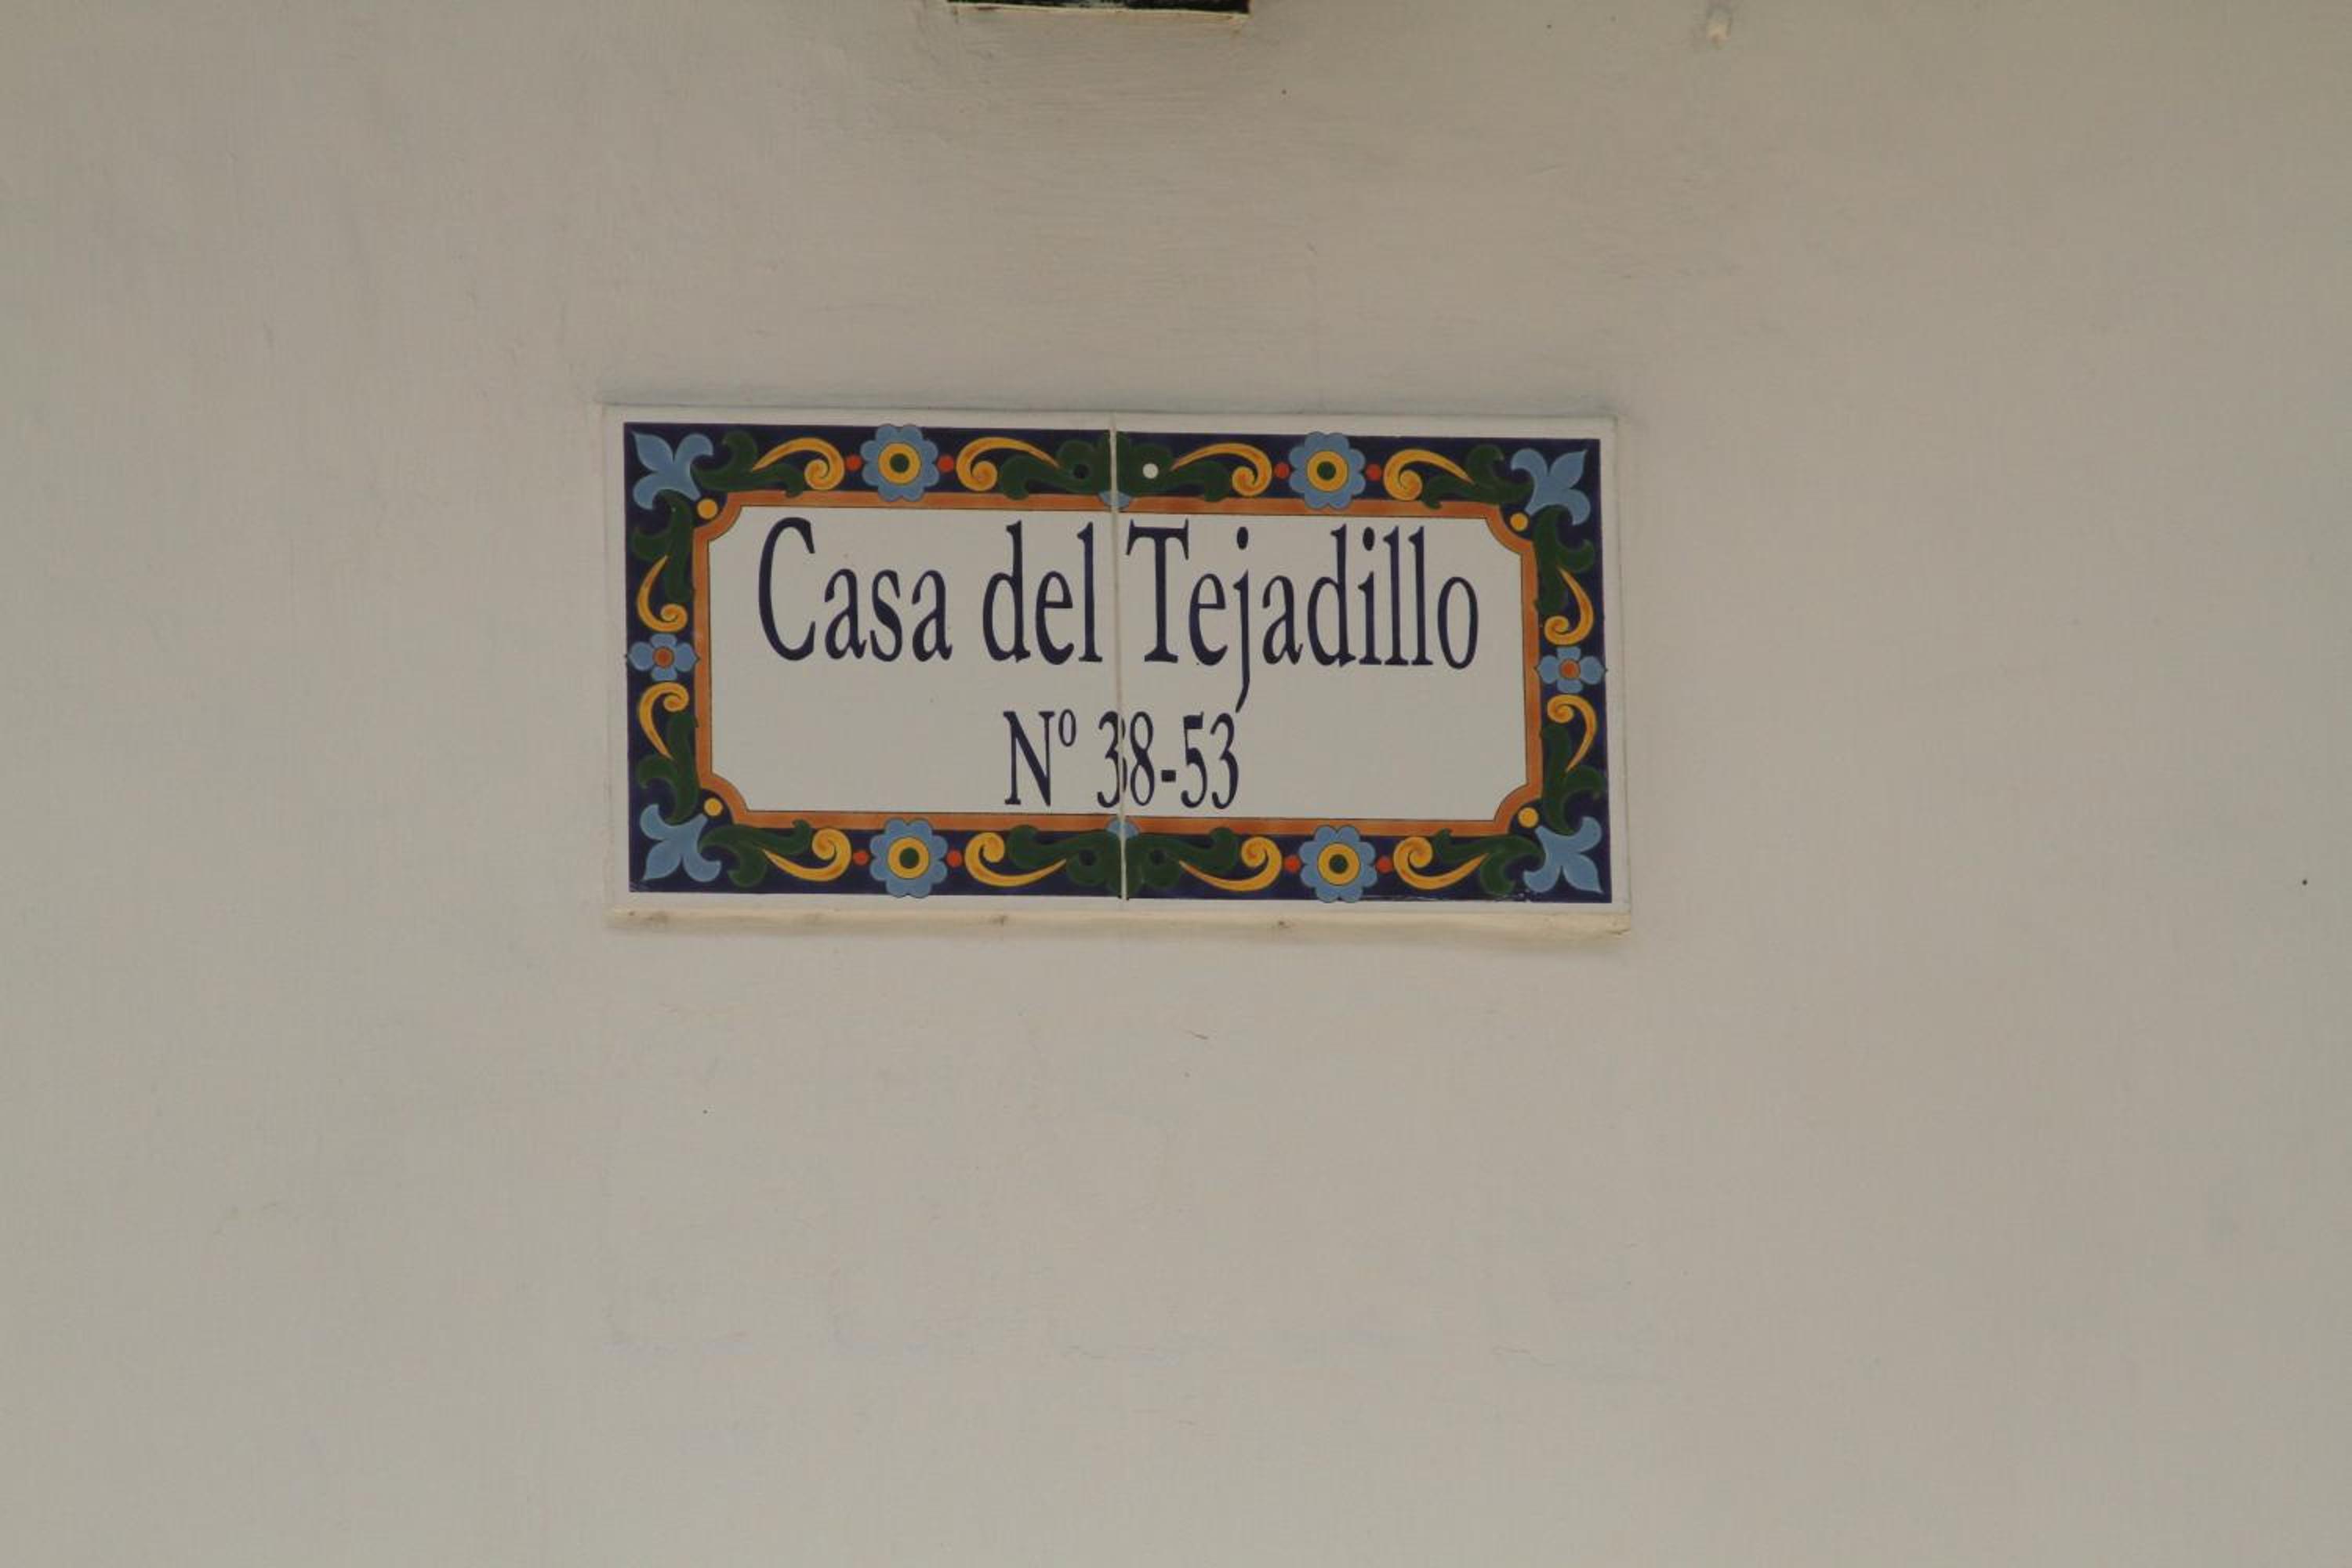 Casa del Tejadillo
Nº 38-53